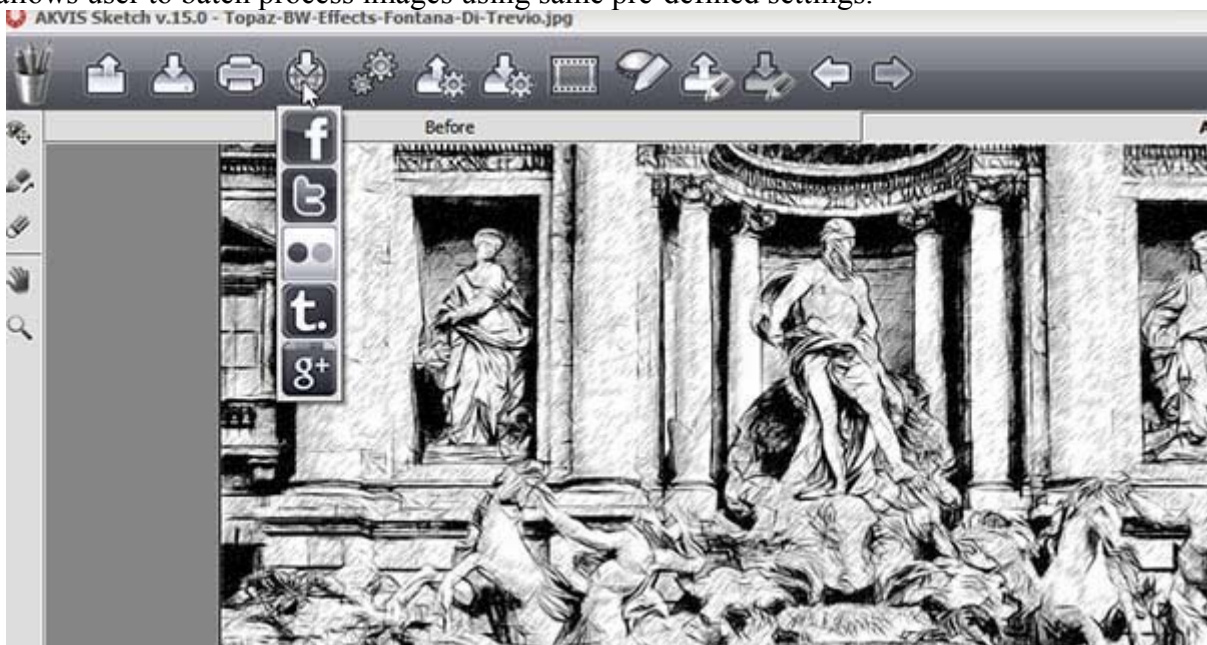 allows user to batch process images using same pre-defined settings.
AKVIS Sketch v.15.0 - Topaz-BW-Effects-Fontana-Di-Trevio.jpg
Before
f
t
t.
g+